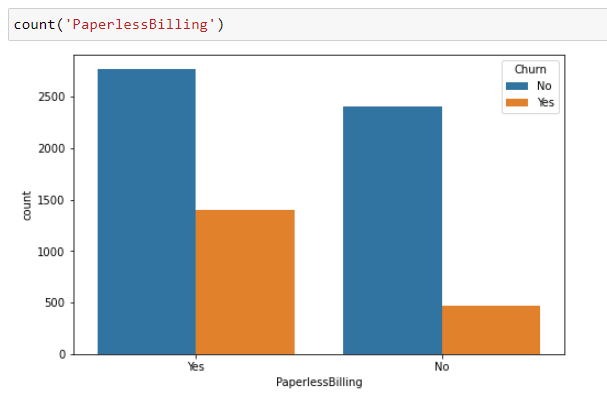 count('PaperlessBilling')
Churn
No
Yes
2500
2000
1500
1000
500
0
count
Yes No
PaperlessBilling